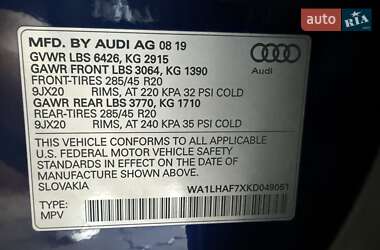 auto RIA.com
MFD. BY AUDI AG 08 19
GVWR LBS 6426, KG 2915
GAWR FRONT LBS 3064, KG 1390
FRONT-TIRES 285/45 R20
9JX20 RIMS, AT 220 KPA 32 PSI COLD
GAWR REAR LBS 3770, KG 1710
REAR-TIRES 285/45 R20
9JX20 RIMS, AT 240 KPA 35 PSI COLD
Audi
THIS VEHICLE CONFORMS TO ALL APPLICABLE
U.S. FEDERAL MOTOR VEHICLE SAFETY
STANDARDS IN EFFECT ON THE DATE OF
MANUFACTURE SHOWN ABOVE.
SLOVAKIA WA1LHAF7XKD049051
TYPE:
MPV